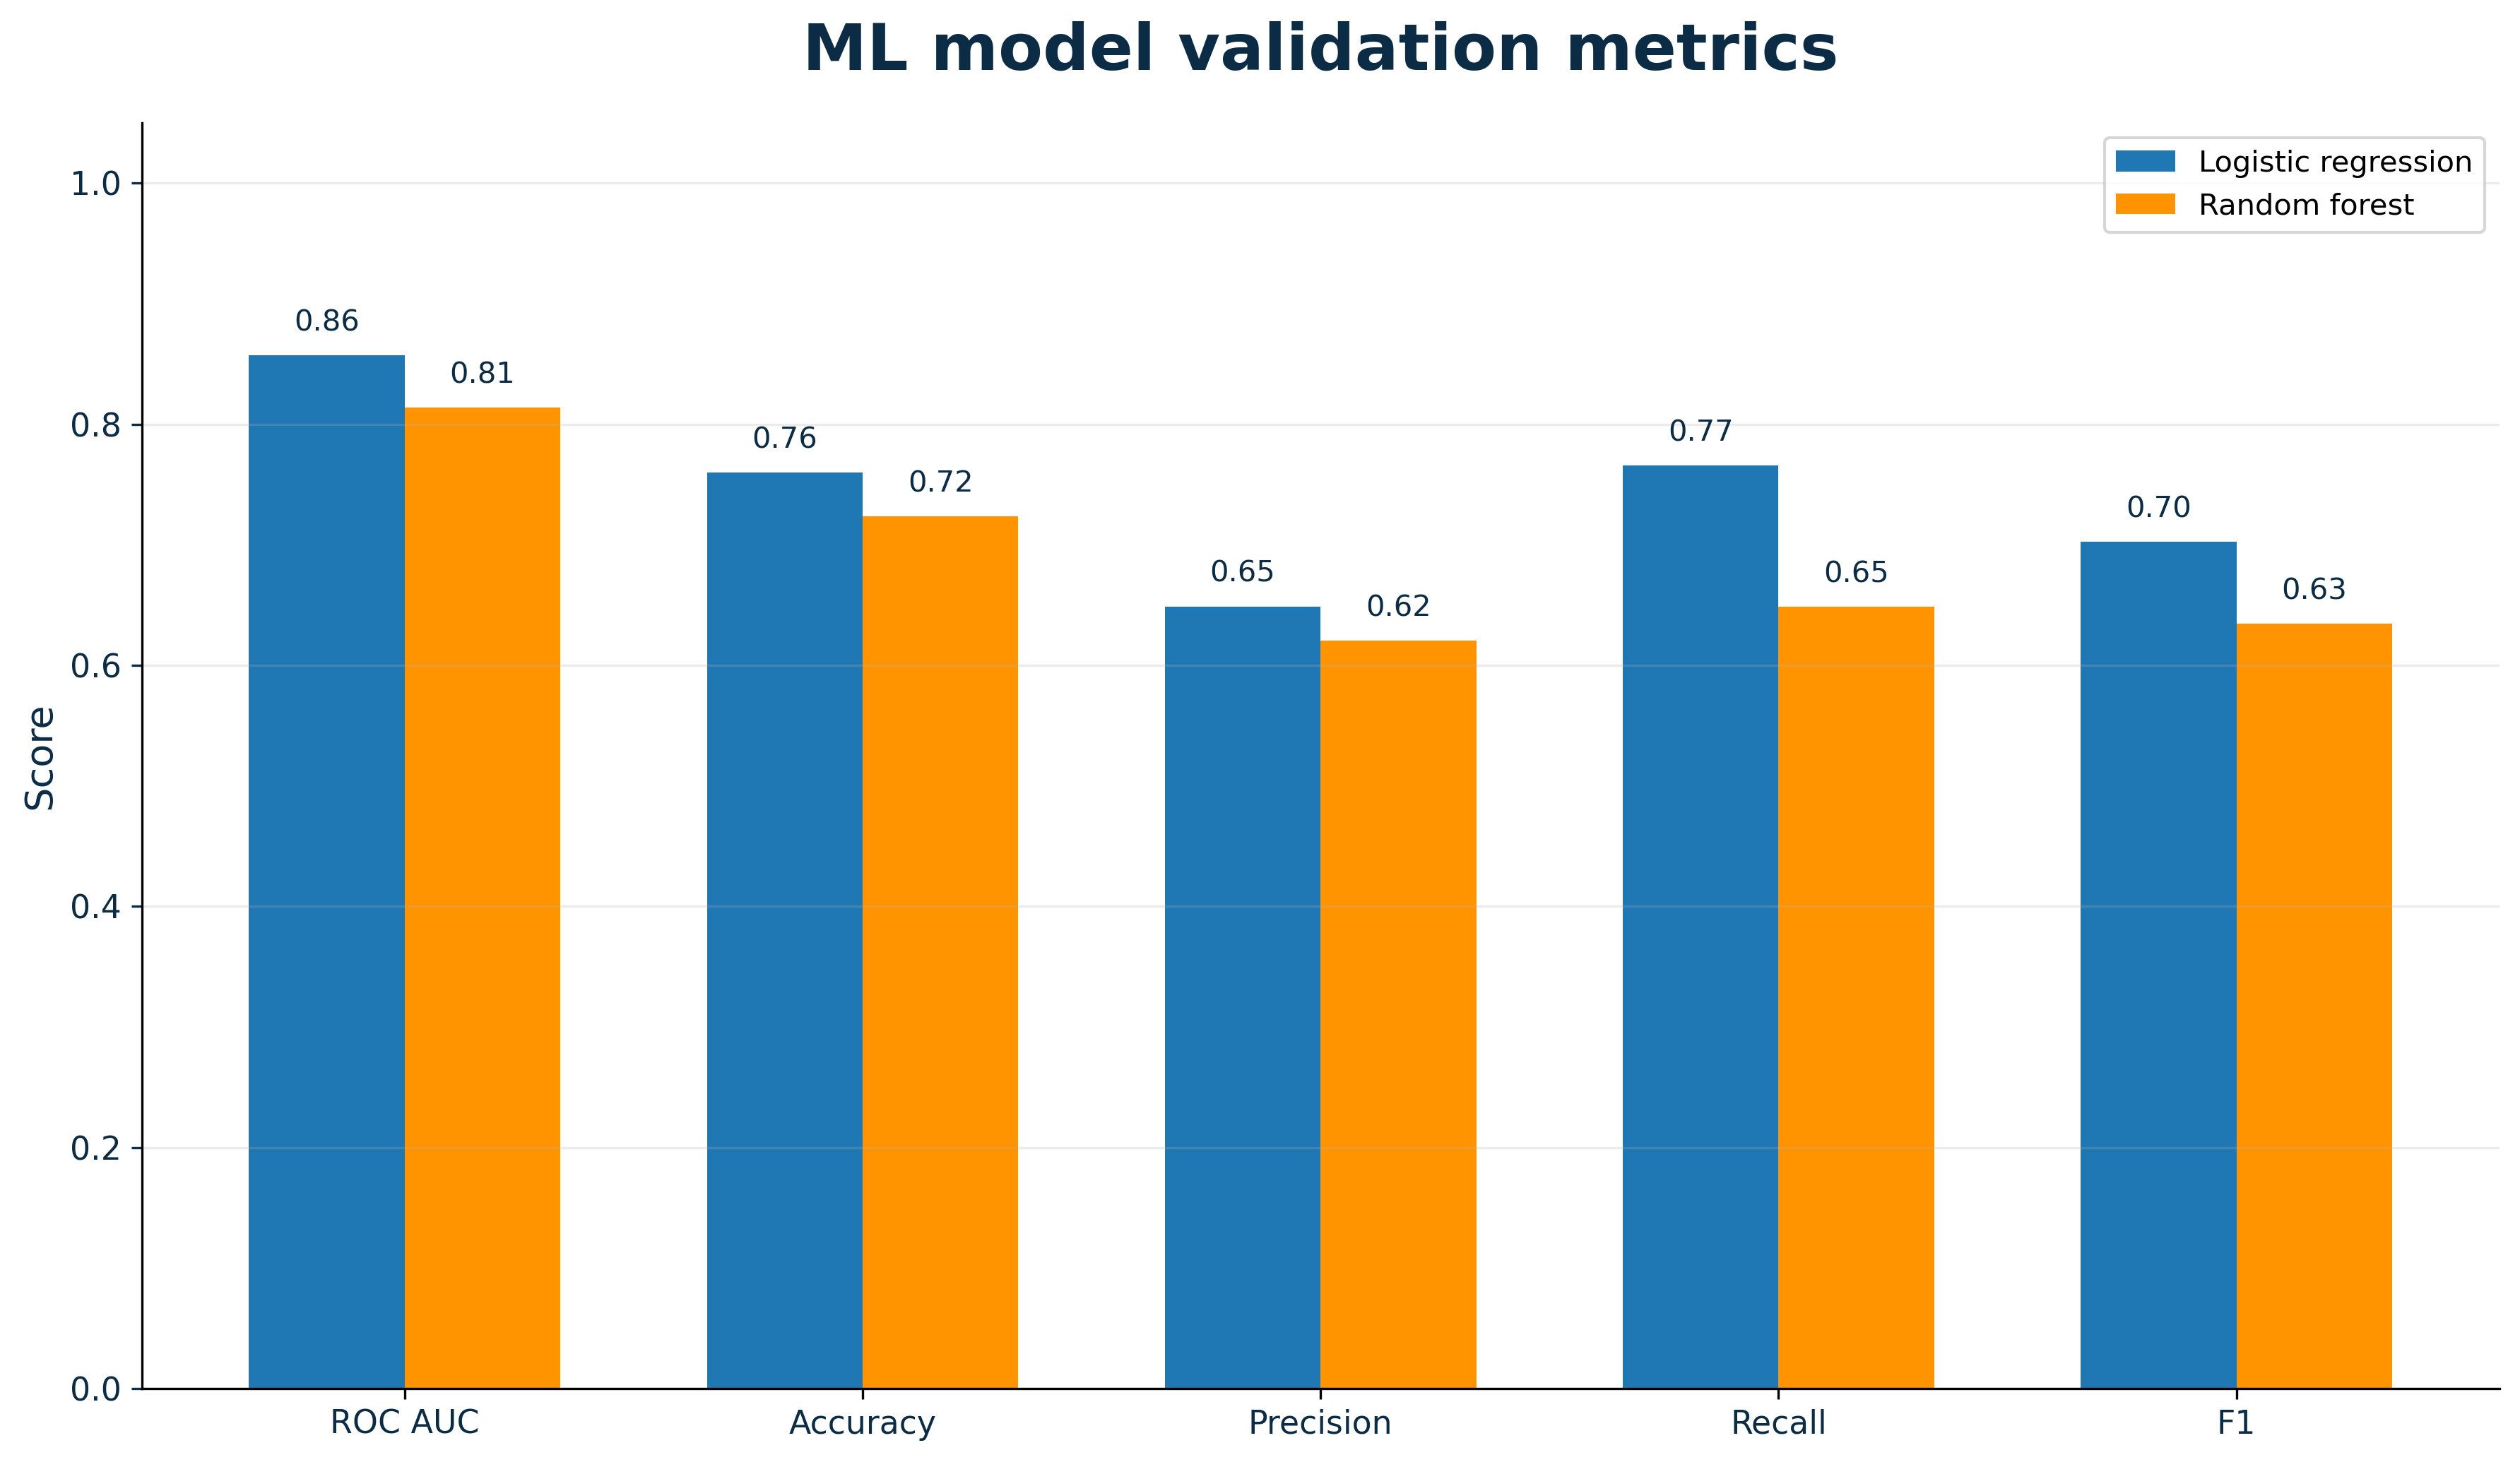 ML model validation metrics
Logistic regression
Random forest
1.0
0.8
0.6
0.4
0.2
0.0
Score
0.86
0.81
0.76
0.72
0.65
0.62
0.77
0.65
0.70
0.63
ROC AUC
Accuracy
Precision
Recall
F1